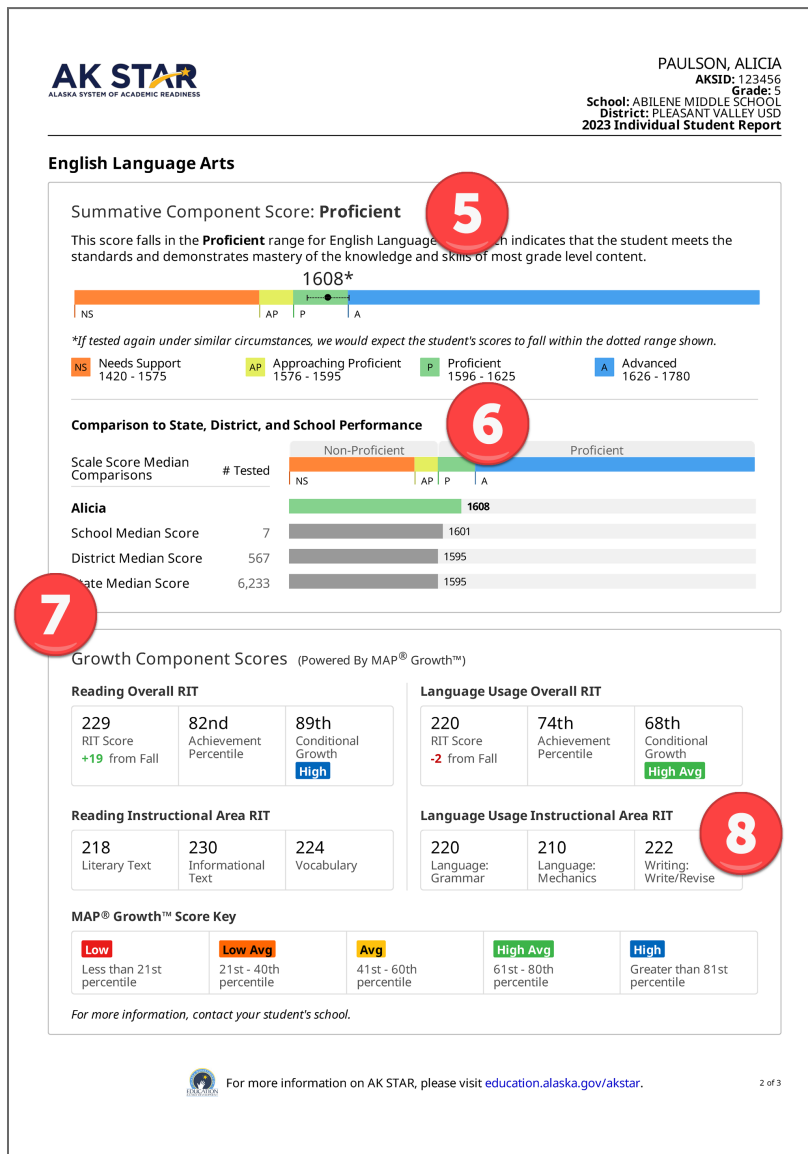 AK STAR
ALASKA SYSTEM OF ACADEMIC READINESS
PAULSON, ALICIA
AKSID: 123456
Grade: 5
School: ABILENE MIDDLE SCHOOL
District: PLEASANT VALLEY USD
2023 Individual Student Report
English Language Arts
Summative Component Score: Proficient
5
This score falls in the Proficient range for English Language ch indicates that the student meets the
standards and demonstrates mastery of the knowledge and skills of most grade level content.
1608*
NS AP P A
*If tested again under similar circumstances, we would expect the student's scores to fall within the dotted range shown.
NS Needs Support AP Approaching Proficient P Proficient A Advanced
1420 - 1575 1576 - 1595 1596 - 1625 1626 - 1780
6
Comparison to State, District, and School Performance
Non-Proficient Proficient
Scale Score Median
Comparisons
# Tested
NS AP P A
Alicia 1608
School Median Score 7 1601
District Median Score 567 1595
ate Median Score 6,233 1595
7
Growth Component Scores (Powered By MAP® Growth™)
Reading Overall RIT
229 82nd 89th
RIT Score Achievement Conditional
Percentile Growth
+19 from Fall
High
Language Usage Overall RIT
220 74th 68th
RIT Score Achievement Conditional
Percentile Growth
-2 from Fall
High Avg
Reading Instructional Area RIT
218 230 224
Literary Text Informational Vocabulary
Text
Language Usage Instructional Area RIT
8
220 210 222
Language: Language: Writing:
Grammar Mechanics Write/Revise
MAP® Growth™ Score Key
Low Low Avg Avg High Avg High
Less than 21st 21st - 40th 41st - 60th 61st - 80th Greater than 81st
percentile percentile percentile percentile percentile
For more information, contact your student's school.
EDUCATION
For more information on AK STAR, please visit education.alaska.gov/akstar.
2 of 3